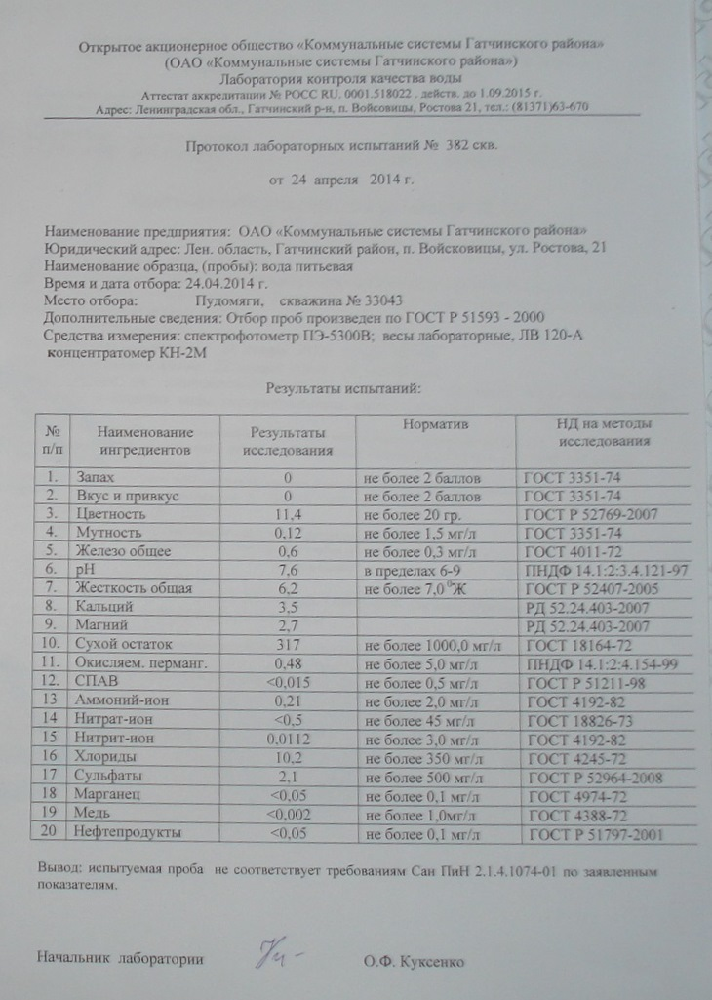 Открытое акционерное общество «Коммунальные системы Гатчинского района»
(ОАО «Коммунальные системы Гатчинского района»)
Лаборатория контроля качества воды
Аттестат аккредитации № РОСС RU. 0001.518022 . действ. до 1.09.2015 г.
Адрес: Ленинградская обл., Гатчинский р-н, п. Войсовицы, Ростова 21, тел.: (81371)63-670
Протокол лабораторных испытаний № 382 скв.
от 24 апреля 2014 г.
Наименование предприятия: ОАО «Коммунальные системы Гатчинского района»
Юридический адрес: Лен. область, Гатчинский район, п. Войсковицы, ул. Ростова, 21
Наименование образца, (пробы): вода питьевая
Время и дата отбора: 24.04.2014 г.
Место отбора: Пудомяги, скважина № 33043
Дополнительные сведения: Отбор проб произведен по ГОСТ Р 51593 - 2000
Средства измерения: спектрофотометр ПЭ-5300В; весы лабораторные, ЛВ 120-А
концентратомер КН-2М
Результаты испытаний:
№ п/п Наименование ингредиентов Результаты исследования Норматив НД на методы исследования
1. Запах 0 не более 2 баллов ГОСТ 3351-74
2. Вкус и привкус 0 не более 2 баллов ГОСТ 3351-74
3. Цветность 11,4 не более 20 гр. ГОСТ Р 52769-2007
4. Мутность 0,12 не более 1,5 мг/л ГОСТ 3351-74
5. Железо общее 0,6 не более 0,3 мг/л ГОСТ 4011-72
6. pH 7,6 в пределах 6-9 ПНДФ 14.1:2:3.4.121-97
7. Жесткость общая 6,2 не более 7,0 ⁰Ж ГОСТ Р 52407-2005
8. Кальций 3,5 РД 52.24.403-2007
9. Магний 2,7 РД 52.24.403-2007
10. Сухой остаток 317 не более 1000,0 мг/л ГОСТ 18164-72
11. Окисляем. перманг. 0,48 не более 5,0 мг/л ПНДФ 14.1:2:4.154-99
12. СПАВ <0,015 не более 0,5 мг/л ГОСТ Р 51211-98
13 Аммоний-ион 0,21 не более 2,0 мг/л ГОСТ 4192-82
14 Нитрат-ион <0,5 не более 45 мг/л ГОСТ 18826-73
15 Нитрит-ион 0,0112 не более 3,0 мг/л ГОСТ 4192-82
16 Хлориды 10,2 не более 350 мг/л ГОСТ 4245-72
17 Сульфаты 2,1 не более 500 мг/л ГОСТ Р 52964-2008
18 Марганец <0,05 не более 0,1 мг/л ГОСТ 4974-72
19 Медь <0,002 не более 1,0мг/л ГОСТ 4388-72
20 Нефтепродукты <0,05 не более 0,1 мг/л ГОСТ Р 51797-2001
Вывод: испытуемая проба не соответствует требованиям Сан ПиН 2.1.4.1074-01 по заявленным
показателям.
Начальник лаборатории О.Ф. Куксенко